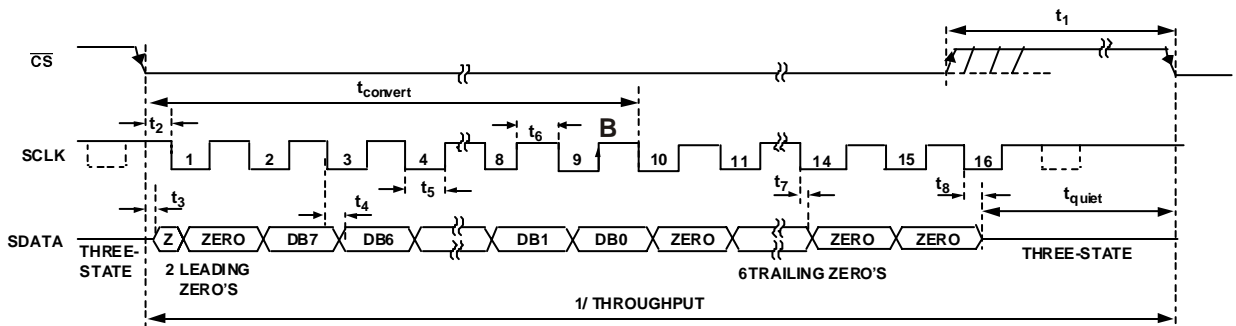 t1
CS
tconvert
t2 t6 B
SCLK 1 2 3 4 8 9 10 11 14 15 16
t3 t4 t5 t7 t8 tquiet
SDATA Z ZERO DB7 DB6 DB1 DB0 ZERO ZERO ZERO
THREE-
STATE
2 LEADING
ZERO'S
6TRAILING ZERO'S
THREE-STATE
1/ THROUGHPUT